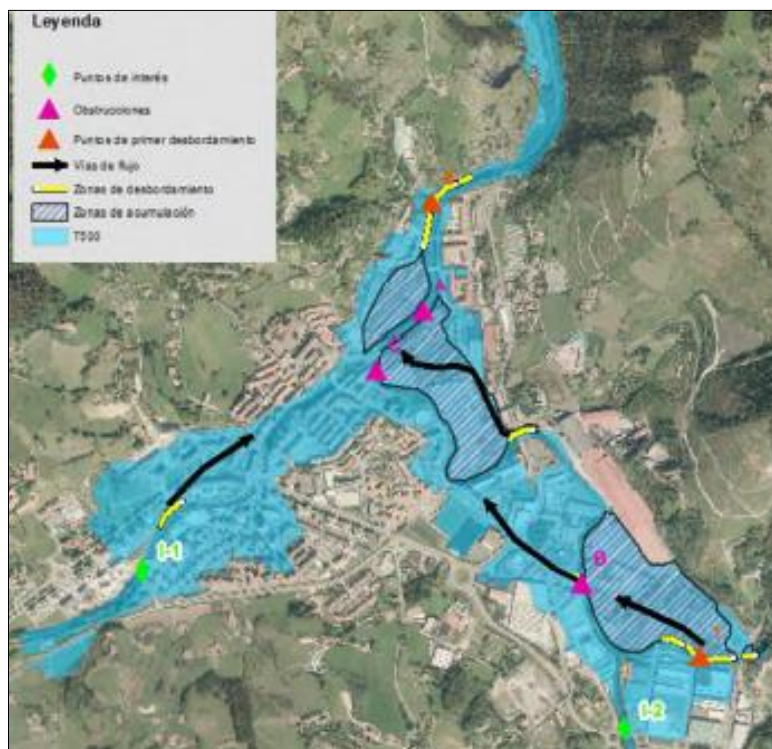 Leyenda
Puntos de interés
Obstrucciones
Puntos de primer desbordamiento
Vías de flujo
Zonas de desbordamiento
Zonas de acumulación
T500
I-1
B
I-2